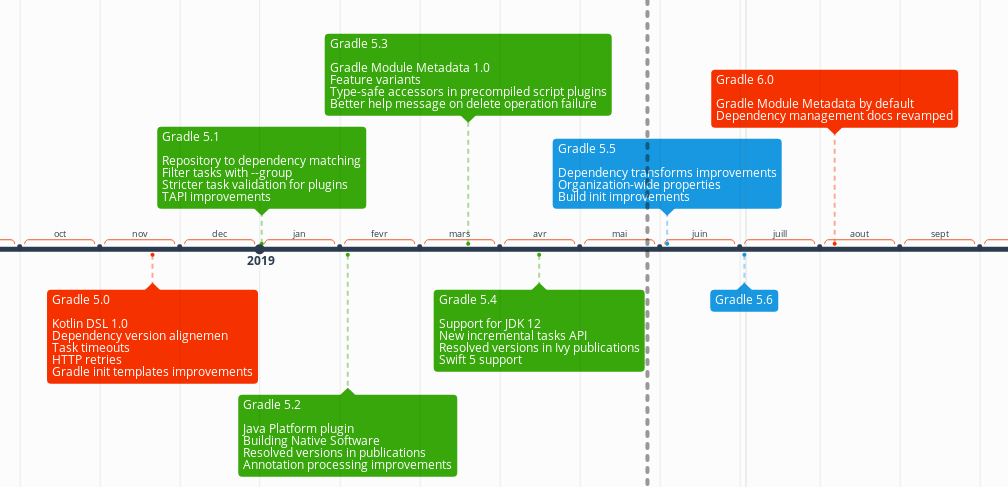 Gradle 5.3
Gradle Module Metadata 1.0
Feature variants
Type-safe accessors in precompiled script plugins
Better help message on delete operation failure
Gradle 6.0
Gradle Module Metadata by default
Dependency management docs revamped
Gradle 5.1
Repository to dependency matching
Filter tasks with --group
Stricter task validation for plugins
TAPI improvements
Gradle 5.5
Dependency transforms improvements
Organization-wide properties
Build init improvements
oct nov dec jan fevr mars avr mai juin juill aout sept
2019
Gradle 5.0
Kotlin DSL 1.0
Dependency version alignemen
Task timeouts
HTTP retries
Gradle init templates improvements
Gradle 5.4
Support for JDK 12
New incremental tasks API
Resolved versions in Ivy publications
Swift 5 support
Gradle 5.6
Gradle 5.2
Java Platform plugin
Building Native Software
Resolved versions in publications
Annotation processing improvements